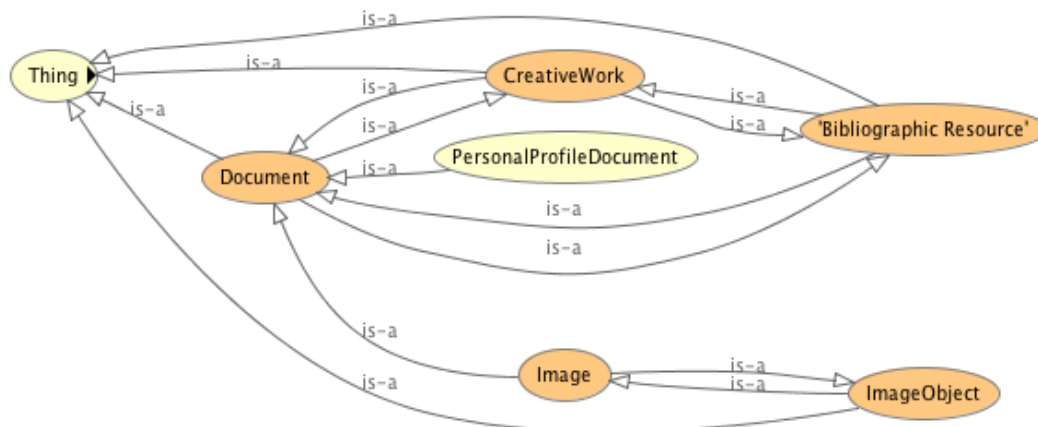 is-a
Thing
is-a
CreativeWork
is-a
is-a
is-a
is-a
is-a
'Bibliographic Resource'
PersonalProfileDocument
is-a
Document
is-a
is-a
is-a
is-a
Image
is-a
is-a
ImageObject